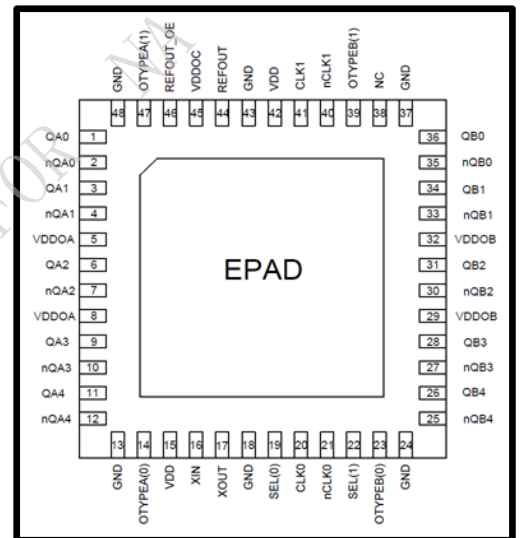 GND OTYPEA(1) REFOUT_OE VDDOC REFOUT GND VDD CLK1 nCLK1 OTYPEB(1) NC GND
48 47 46 45 44 43 42 41 40 39 38 37
QA0 1 36 QB0
nQA0 2 35 nQB0
QA1 3 34 QB1
nQA1 4 33 nQB1
VDDOA 5 32 VDDOB
QA2 6 31 QB2
nQA2 7 30 nQB2
VDDOA 8 29 VDDOB
QA3 9 28 QB3
nQA3 10 27 nQB3
QA4 11 26 QB4
nQA4 12 25 nQB4
EPAD
13 14 15 16 17 18 19 20 21 22 23 24
GND OTYPEA(0) VDD XIN XOUT GND SEL(0) CLK0 nCLK0 SEL(1) OTYPEB(0) GND
FOR NA